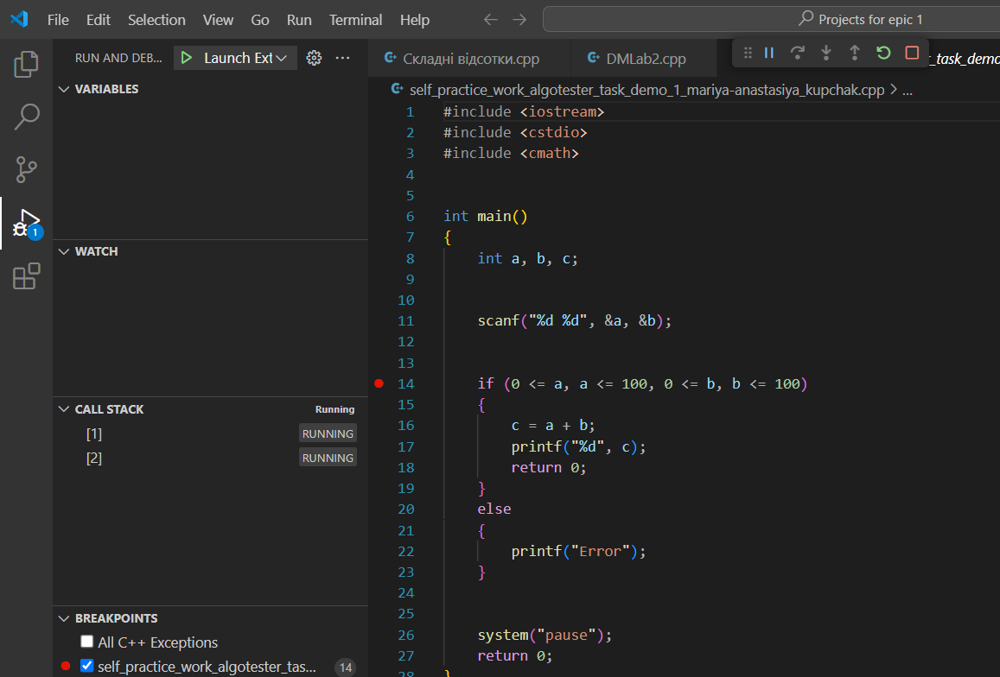 File Edit Selection View Go Run Terminal Help Projects for epic 1
RUN AND DEB... Launch Ext ...
Складні відсотки.cpp DMLab2.cpp _task_demo
self_practice_work_algotester_task_demo_1_mariya-anastasiya_kupchak.cpp > ...
VARIABLES
WATCH
CALL STACK Running
[1] RUNNING
[2] RUNNING
BREAKPOINTS
All C++ Exceptions
self_practice_work_algotester_tas... 14
1
1 #include <iostream>
2 #include <cstdio>
3 #include <cmath>
4
5
6 int main()
7 {
8 int a, b, c;
9
10
11 scanf("%d %d", &a, &b);
12
13
14 if (0 <= a, a <= 100, 0 <= b, b <= 100)
15 {
16 c = a + b;
17 printf("%d", c);
18 return 0;
19 }
20 else
21 {
22 printf("Error");
23 }
24
25
26 system("pause");
27 return 0;
28 }